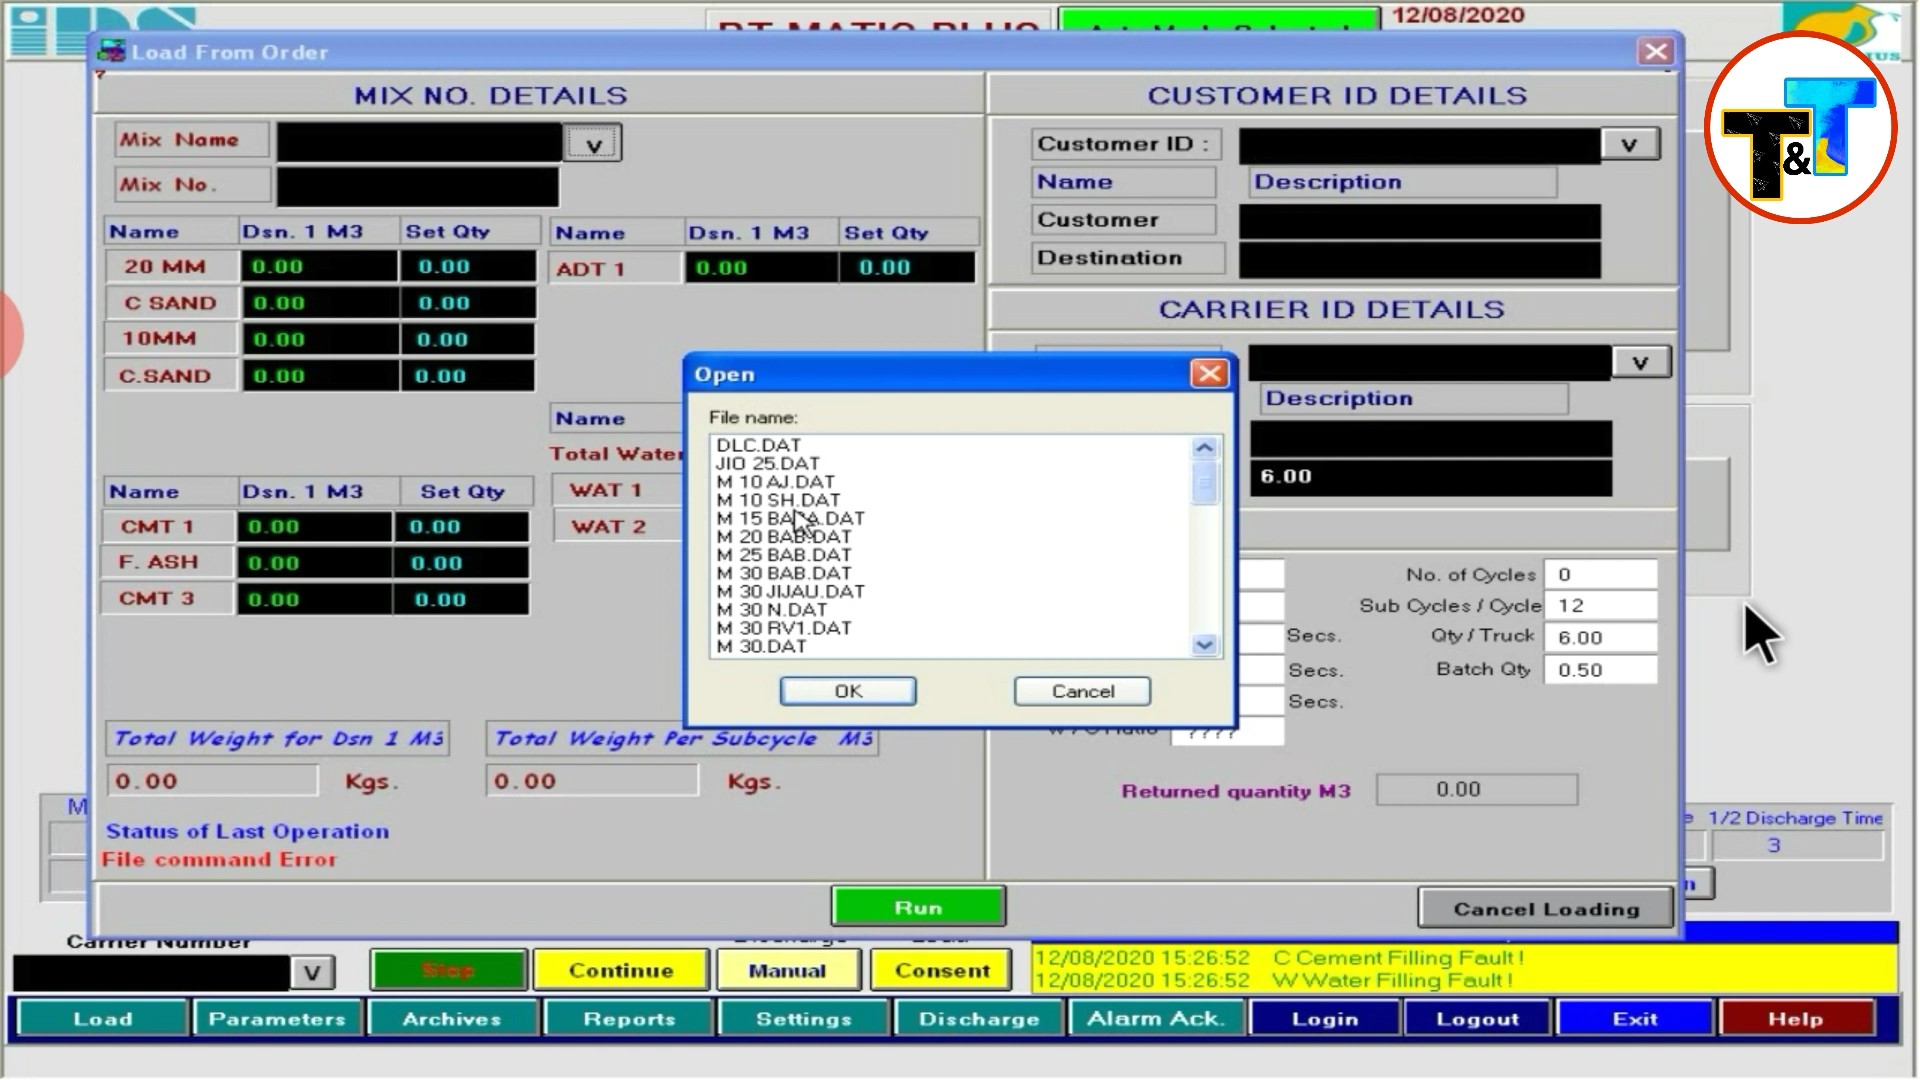 12/08/2020
Load From Order
MIX NO. DETAILS
Mix Name
v
Mix No.
Name Dsn. 1 M3 Set Qty
20 MM 0.00 0.00
C SAND 0.00 0.00
10MM 0.00 0.00
C.SAND 0.00 0.00
Name Dsn. 1 M3 Set Qty
ADT 1 0.00 0.00
Name
Total Water
WAT 1
WAT 2
Name Dsn. 1 M3 Set Qty
CMT 1 0.00 0.00
F. ASH 0.00 0.00
CMT 3 0.00 0.00
Total Weight for Dsn 1 M3
0.00 Kgs.
Total Weight Per Subcycle M3
0.00 Kgs.
Status of Last Operation
File command Error
CUSTOMER ID DETAILS
Customer ID :
v
Name Description
Customer
Destination
CARRIER ID DETAILS
v
Description
6.00
No. of Cycles 0
Sub Cycles / Cycle 12
Secs. Qty / Truck 6.00
Secs. Batch Qty 0.50
Secs.
????
Returned quantity M3 0.00
Open
File name:
DLC.DAT
JIO 25.DAT
M 10 AJ.DAT
M 10 SH.DAT
M 15 .DAT
M 20 BAB.DAT
M 25 BAB.DAT
M 30 BAB.DAT
M 30 JIJAU.DAT
M 30 N.DAT
M 30 RV1.DAT
M 30.DAT
OK Cancel
Run
Cancel Loading
1/2 Discharge Time
3
Carrier Number
V
Stop
Continue
Manual
Consent
12/08/2020 15:26:52 C Cement Filling Fault !
12/08/2020 15:26:52 W Water Filling Fault !
Load Parameters Archives Reports Settings Discharge Alarm Ack. Login Logout Exit Help
T&T